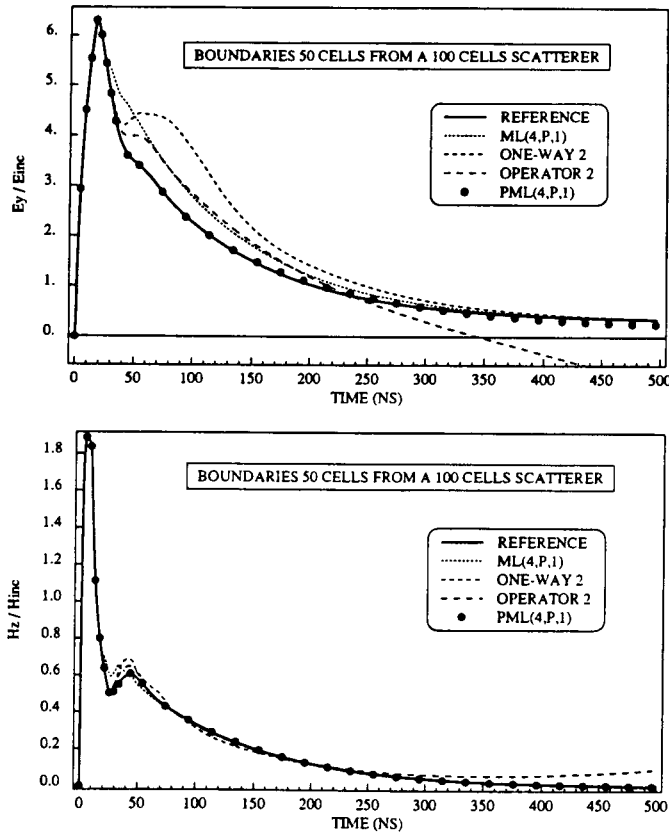 BOUNDARIES 50 CELLS FROM A 100 CELLS SCATTERER
REFERENCE
ML(4,P,1)
ONE-WAY 2
OPERATOR 2
PML(4,P,1)
Ey / Einc
6.
5.
4.
3.
2.
1.
0.
0 50 100 150 200 250 300 350 400 450 500
TIME (NS)
BOUNDARIES 50 CELLS FROM A 100 CELLS SCATTERER
REFERENCE
ML(4,P,1)
ONE-WAY 2
OPERATOR 2
PML(4,P,1)
Hz / Hinc
1.8
1.6
1.4
1.2
1.0
0.8
0.6
0.4
0.2
0.0
0 50 100 150 200 250 300 350 400 450 500
TIME (NS)